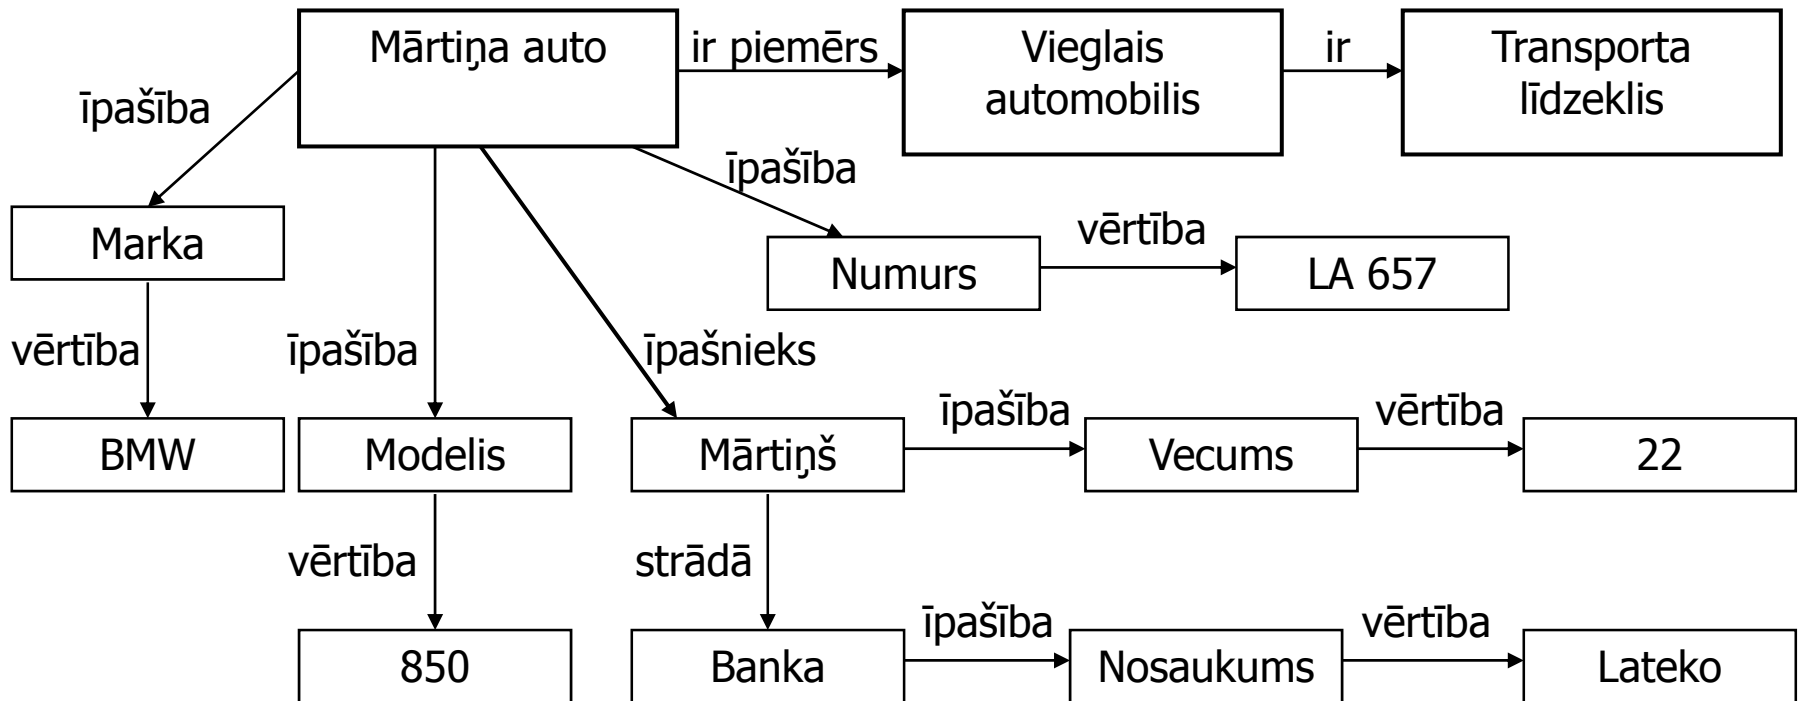 Mārtiņa auto
ir piemērs
Vieglais
automobilis
ir
Transporta
līdzeklis
īpašība
īpašība
Marka
Numurs
vērtība
LA 657
vērtība
īpašība
īpašnieks
BMW
Modelis
Mārtiņš
īpašība
Vecums
vērtība
22
vērtība
strādā
850
Banka
īpašība
Nosaukums
vērtība
Lateko